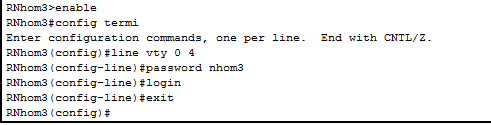 RNhom3>enable
RNhom3#config termi
Enter configuration commands, one per line.  End with CNTL/Z.
RNhom3(config)#line vty 0 4
RNhom3(config-line)#password nhom3
RNhom3(config-line)#login
RNhom3(config-line)#exit
RNhom3(config)#